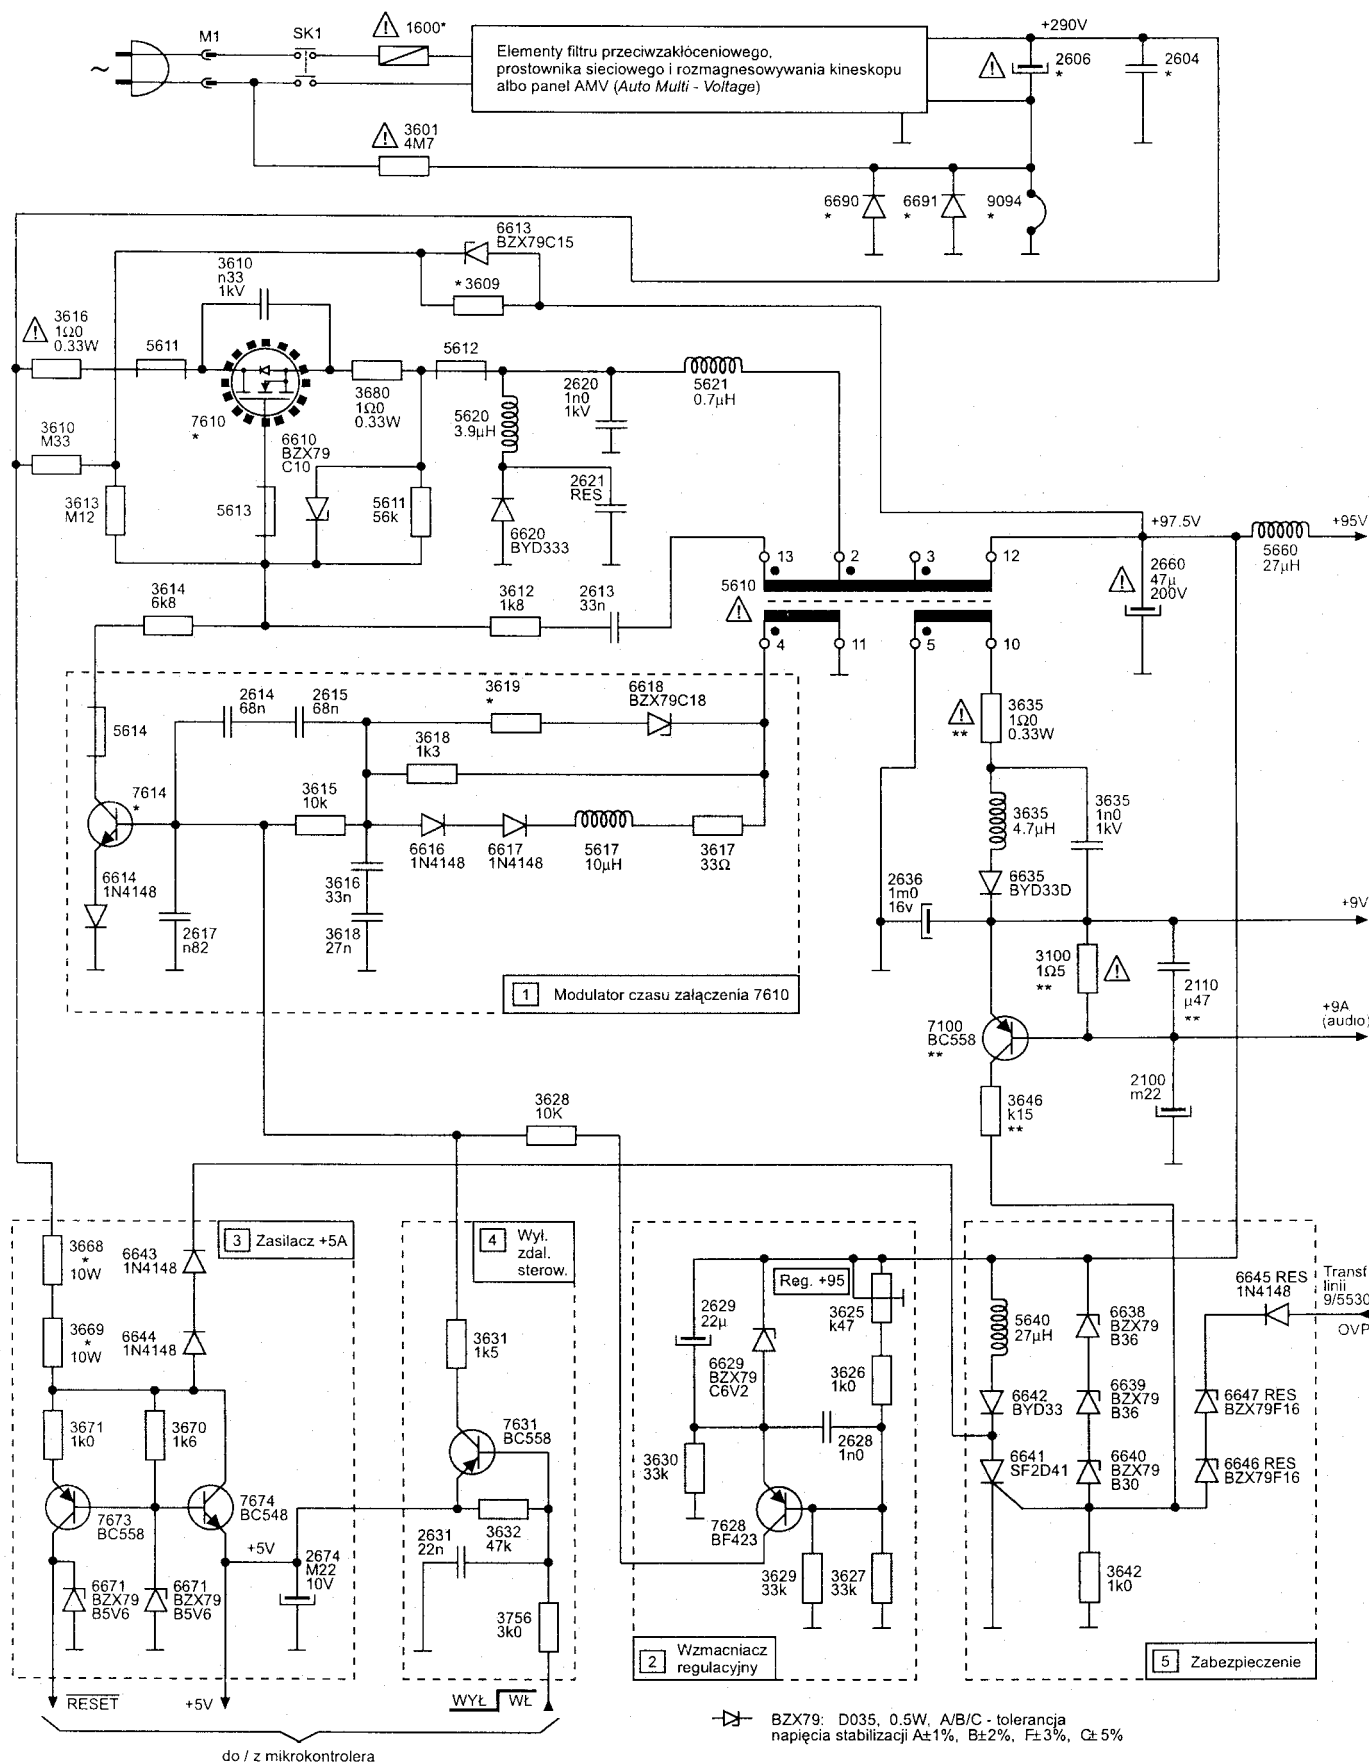 M1
SK1
1600*
Elementy filtru przeciwzakłóceniowego,
prostownika sieciowego i rozmagnesowywania kineskopu
albo panel AMV (Auto Multi - Voltage)
+290V
2606
*
2604
*
~
3601
4M7
6690
*
6691
*
9094
*
6613
BZX79C15
*3609
3610
n33
1kV
3616
1Ω0
0.33W
5611
7610
*
3680
1Ω0
0.33W
5612
5620
3.9µH
2620
1n0
1kV
5621
0.7µH
3610
M33
6610
BZX79
C10
3613
M12
5613
5611
56k
6620
BYD333
2621
RES
+97.5V
+95V
5660
27µH
2660
47µ
200V
13
2
3
12
5610
4
11
5
10
3614
6k8
3612
1k8
2613
33n
2614
68n
2615
68n
3619
*
6618
BZX79C18
5614
3618
1k3
7614
*
3615
10k
6616
1N4148
6617
1N4148
5617
10µH
3617
33Ω
6614
1N4148
2617
n82
3616
33n
3618
27n
1 Modulator czasu załączenia 7610
**
3635
1Ω0
0.33W
3635
4.7µH
3635
1n0
1kV
6635
BYD33D
2636
1m0
16v
+9V
3100
1Ω5
**
2110
µ47
**
+9A
(audio)
7100
BC558
**
3646
k15
**
2100
m22
3628
10K
3 Zasilacz +5A
3668
*
10W
6643
1N4148
3669
*
10W
6644
1N4148
3671
1k0
3670
1k6
7673
BC558
7674
BC548
+5V
2674
M22
10V
6671
BZX79
B5V6
6671
BZX79
B5V6
RESET
+5V
do / z mikrokontrolera
4 Wył.
zdal.
sterow.
3631
1k5
7631
BC558
2631
22n
3632
47k
3756
3k0
WYŁ WŁ
Reg. +95
2629
22µ
3625
k47
6629
BZX79
C6V2
3626
1k0
3630
33k
2628
1n0
7628
BF423
3629
33k
3627
33k
2 Wzmacniacz
regulacyjny
5640
27µH
6638
BZX79
B36
6645 RES
1N4148
Transf
linii
9/5530
OVP
6642
BYD33
6639
BZX79
B36
6647 RES
BZX79F16
6641
SF2D41
6640
BZX79
B30
6646 RES
BZX79F16
3642
1k0
5 Zabezpieczenie
BZX79: D035, 0.5W, A/B/C - tolerancja
napięcia stabilizacji A±1%, B±2%, F±3%, C±5%